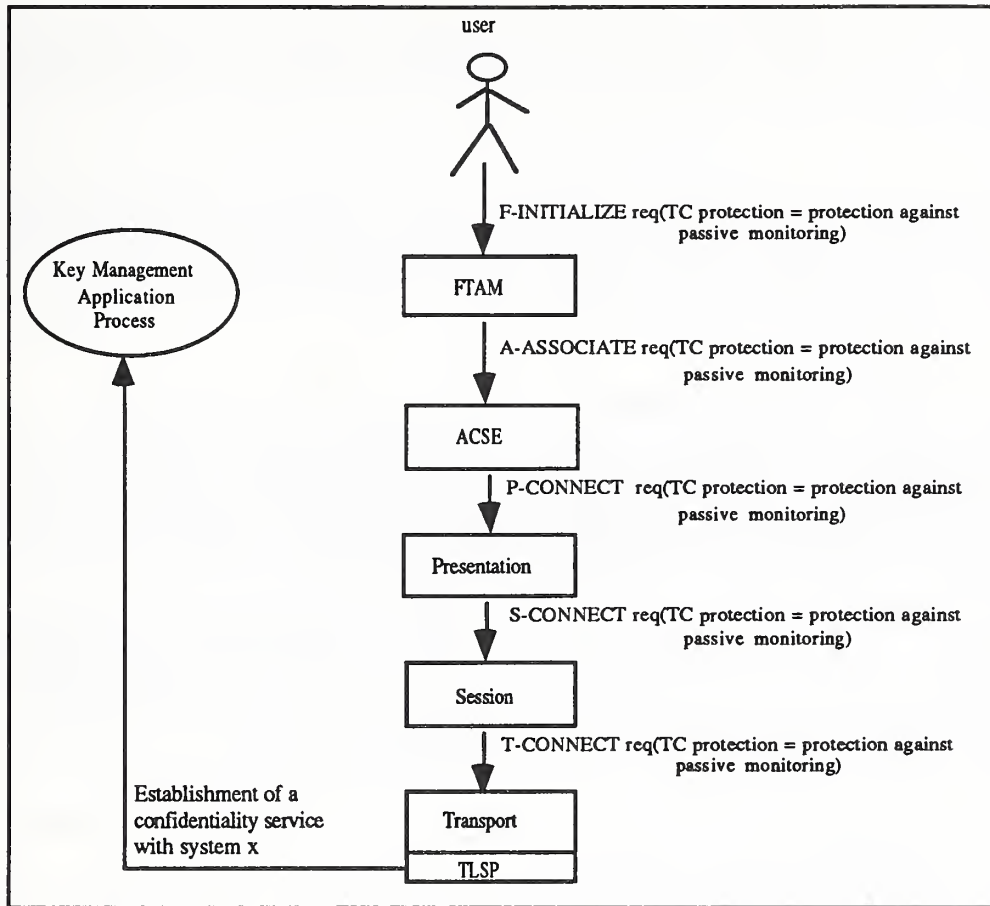 user
F-INITIALIZE req(TC protection = protection against
passive monitoring)
Key Management
Application
Process
FTAM
A-ASSOCIATE req(TC protection = protection against
passive monitoring)
ACSE
P-CONNECT req(TC protection = protection against
passive monitoring)
Presentation
S-CONNECT req(TC protection = protection against
passive monitoring)
Session
T-CONNECT req(TC protection = protection against
passive monitoring)
Establishment of a
confidentiality service
with system x
Transport
TLSP